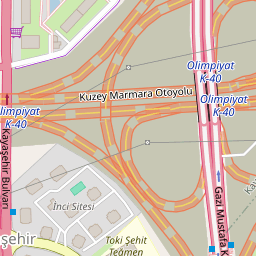 Olimpiyat
K-40
Kuzey Marmara Otoyolu
Olimpiyat
K-40
Olimpiyat
K-40
Kayaşehir Bulvarı
Gazi Mustafa K
İnci Sitesi
şehir
Toki Şehit
Teğmen